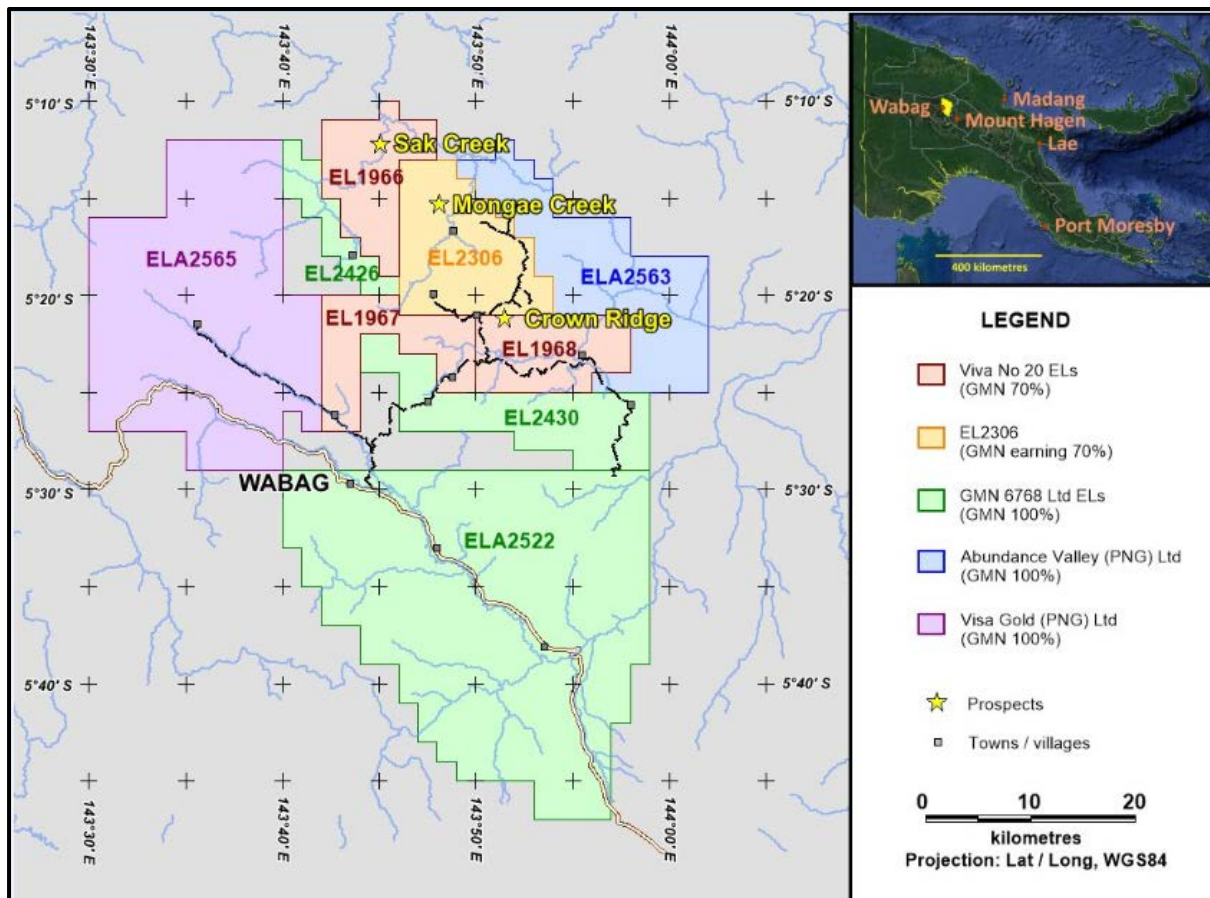 143°30' E
143°40' E
143°50' E
144°00' E
5°10' S
5°10' S
Sak Creek
EL1966
Mongae Creek
ELA2565
EL2426
EL2306
ELA2563
5°20' S
5°20' S
EL1967
Crown Ridge
EL1968
EL2430
WABAG
5°30' S
5°30' S
ELA2522
5°40' S
5°40' S
143°30' E
143°40' E
143°50' E
144°00' E
Wabag
Madang
Mount Hagen
Lae
Port Moresby
400 kilometres
LEGEND
Viva No 20 ELs
(GMN 70%)
EL2306
(GMN earning 70%)
GMN 6768 Ltd ELs
(GMN 100%)
Abundance Valley (PNG) Ltd
(GMN 100%)
Visa Gold (PNG) Ltd
(GMN 100%)
Prospects
Towns / villages
0 10 20
kilometres
Projection: Lat / Long, WGS84